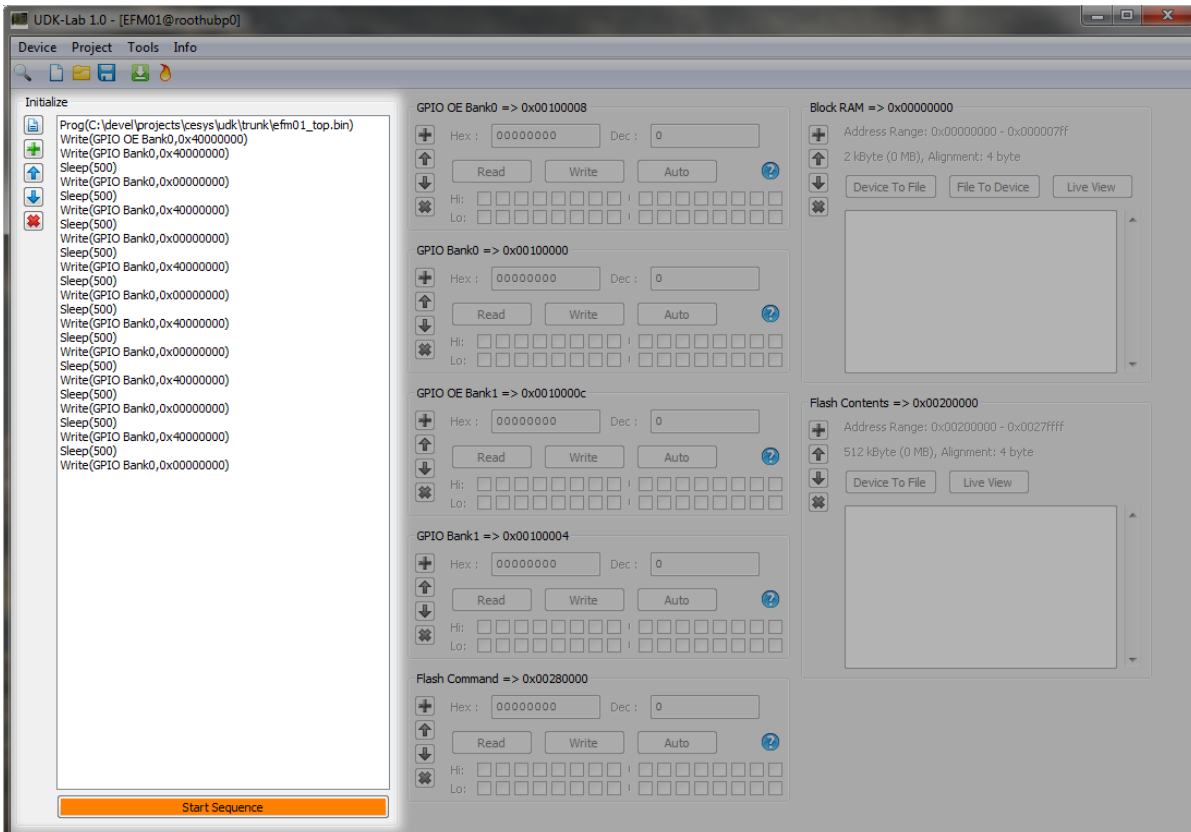 UDK-Lab 1.0 - [EFM01@roothubp0]
Device Project Tools Info
Initialize
Prog(C:\devel\projects\cesys\udk\trunk\efm01_top.bin)
Write(GPIO OE Bank0,0x40000000)
Write(GPIO Bank0,0x40000000)
Sleep(500)
Write(GPIO Bank0,0x00000000)
Sleep(500)
Write(GPIO Bank0,0x40000000)
Sleep(500)
Write(GPIO Bank0,0x00000000)
Sleep(500)
Write(GPIO Bank0,0x40000000)
Sleep(500)
Write(GPIO Bank0,0x00000000)
Sleep(500)
Write(GPIO Bank0,0x40000000)
Sleep(500)
Write(GPIO Bank0,0x00000000)
Sleep(500)
Write(GPIO Bank0,0x40000000)
Sleep(500)
Write(GPIO Bank0,0x00000000)
Sleep(500)
Write(GPIO Bank0,0x40000000)
Sleep(500)
Write(GPIO Bank0,0x00000000)
Start Sequence
GPIO OE Bank0 => 0x00100008
Hex : 00000000 Dec : 0
Read Write Auto
Hi:
Lo:
GPIO Bank0 => 0x00100000
Hex : 00000000 Dec : 0
Read Write Auto
Hi:
Lo:
GPIO OE Bank1 => 0x0010000c
Hex : 00000000 Dec : 0
Read Write Auto
Hi:
Lo:
GPIO Bank1 => 0x00100004
Hex : 00000000 Dec : 0
Read Write Auto
Hi:
Lo:
Flash Command => 0x00280000
Hex : 00000000 Dec : 0
Read Write Auto
Hi:
Lo:
Block RAM => 0x00000000
Address Range: 0x00000000 - 0x000007ff
2 kByte (0 MB), Alignment: 4 byte
Device To File File To Device Live View
Flash Contents => 0x00200000
Address Range: 0x00200000 - 0x0027ffff
512 kByte (0 MB), Alignment: 4 byte
Device To File Live View